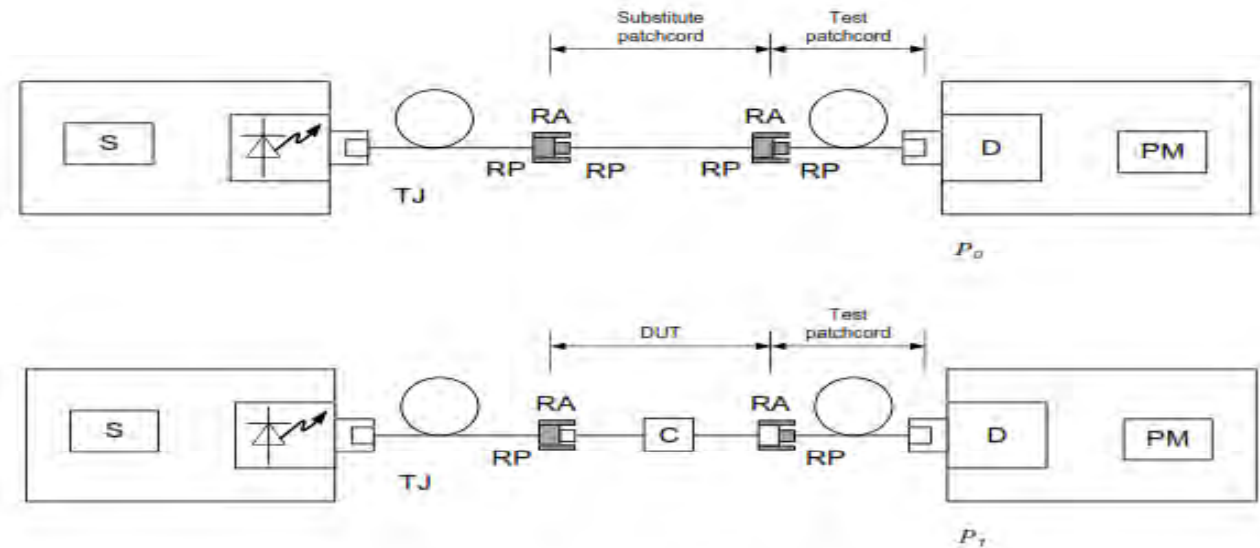 Substitute patchcord
Test patchcord
S
TJ
RA
RP
RP
RA
RP
RP
D
PM
P₀
DUT
Test patchcord
S
TJ
RA
RP
C
RA
RP
D
PM
P₁